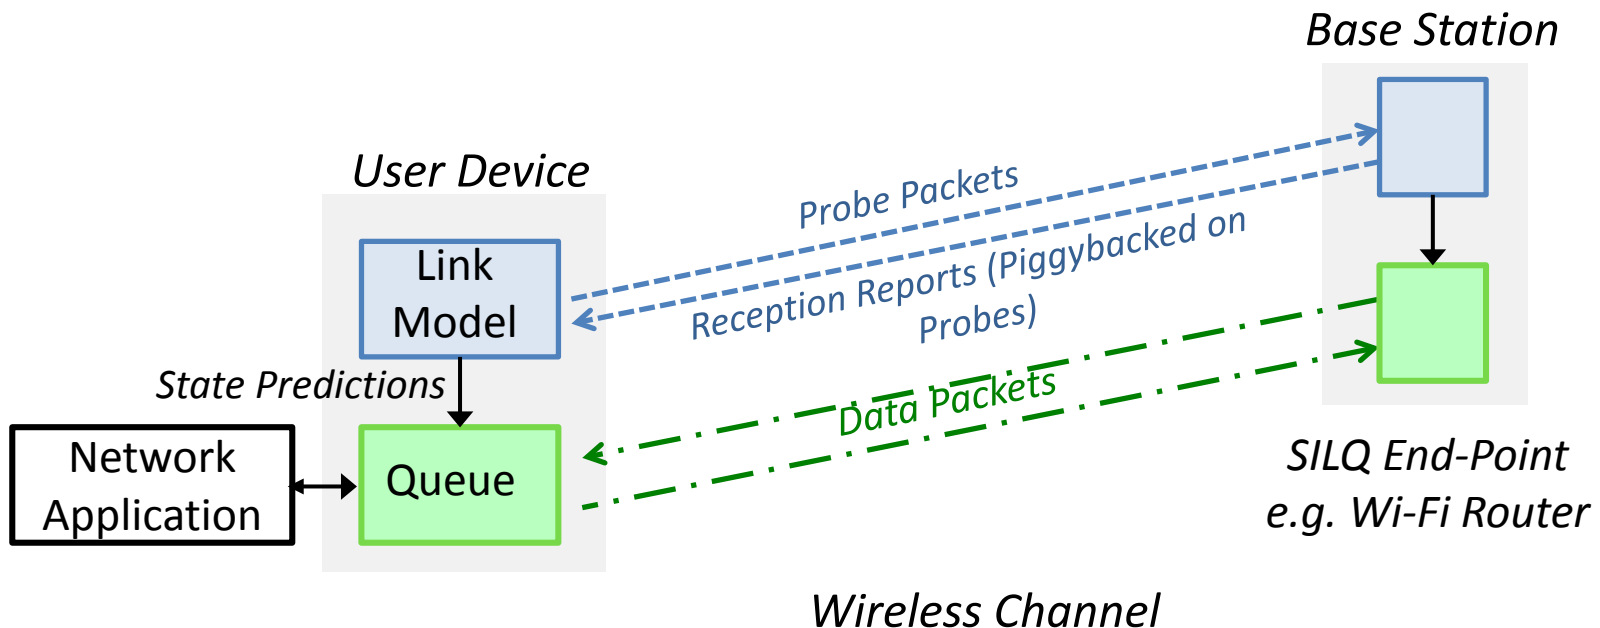 Base Station
User Device
Probe Packets
Link
Model
Reception Reports (Piggybacked on
Probes)
State Predictions
Data Packets
Network
Application
Queue
SILQ End-Point
e.g. Wi-Fi Router
Wireless Channel